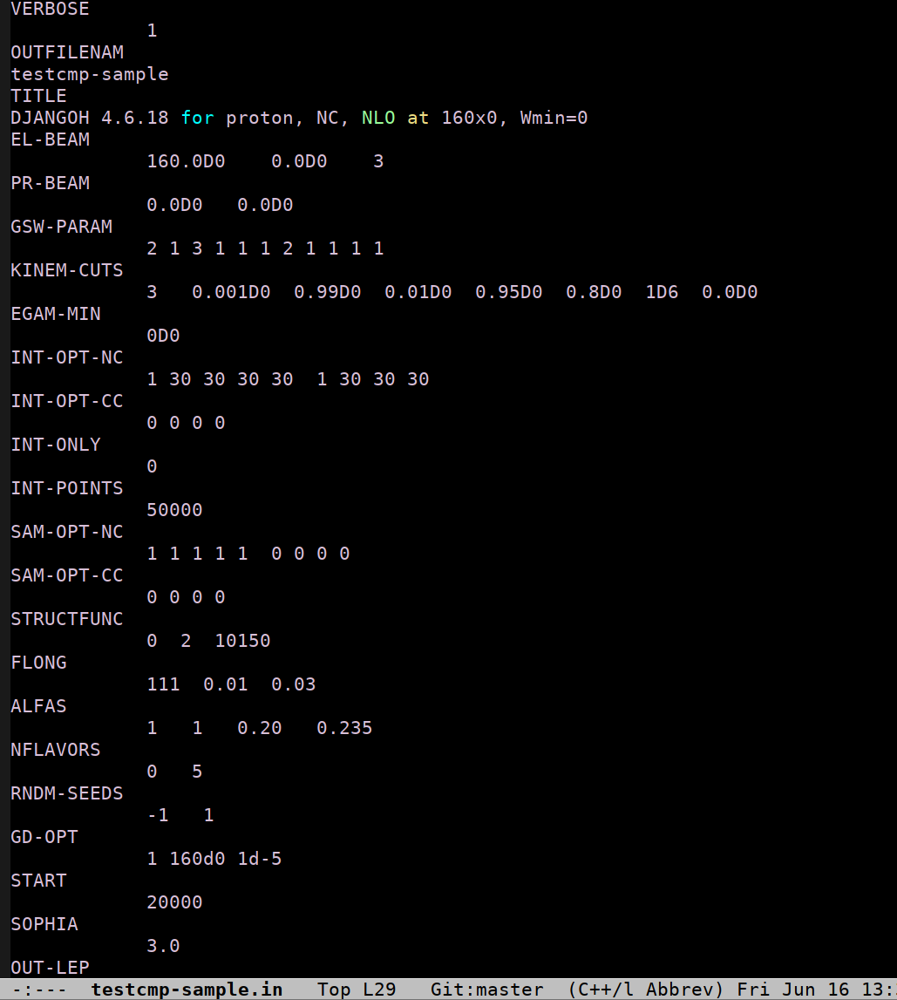 VERBOSE
1
OUTFILENAM
testcmp-sample
TITLE
DJANGOH 4.6.18 for proton, NC, NLO at 160x0, Wmin=0
EL-BEAM
160.0D0    0.0D0    3
PR-BEAM
0.0D0   0.0D0
GSW-PARAM
2 1 3 1 1 1 2 1 1 1 1
KINEM-CUTS
3   0.001D0  0.99D0  0.01D0  0.95D0  0.8D0  1D6  0.0D0
EGAM-MIN
0D0
INT-OPT-NC
1 30 30 30 30  1 30 30 30
INT-OPT-CC
0 0 0 0
INT-ONLY
0
INT-POINTS
50000
SAM-OPT-NC
1 1 1 1 1  0 0 0 0
SAM-OPT-CC
0 0 0 0
STRUCTFUNC
0  2  10150
FLONG
111  0.01  0.03
ALFAS
1   1   0.20   0.235
NFLAVORS
0   5
RNDM-SEEDS
-1   1
GD-OPT
1 160d0 1d-5
START
20000
SOPHIA
3.0
OUT-LEP
-:---  testcmp-sample.in   Top L29   Git:master  (C++/l Abbrev) Fri Jun 16 13: